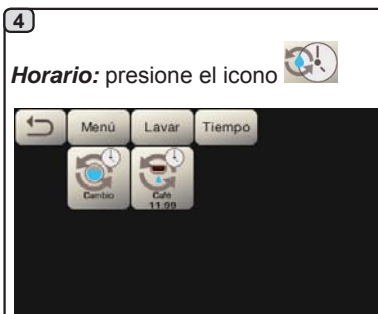 4
Horario: presione el icono
Menú Lavar Tiempo
Cambio Café
11.00